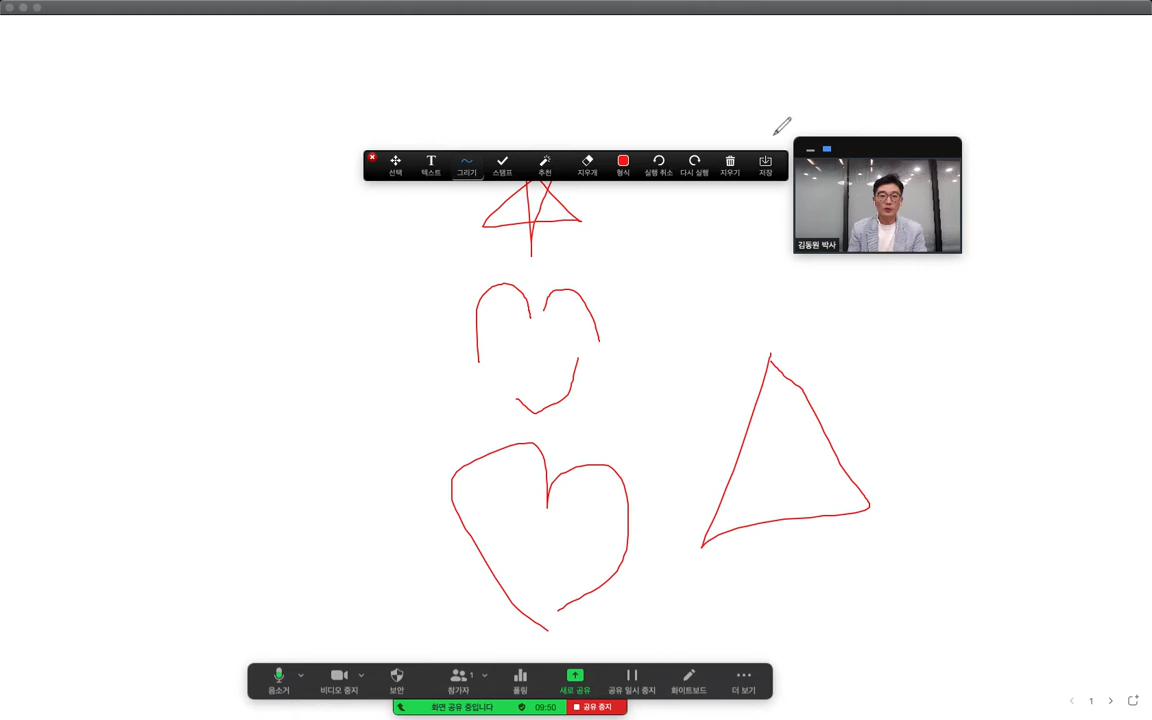 선택 텍스트 그리기 스탬프 추천 지우개 형식 실행 취소 다시 실행 지우기 저장
김동원 박사
음소거 비디오 중지 보안 참가자 1 폴링 새로 공유 공유 일시 중지 화이트보드 더 보기
화면 공유 중입니다 09:50 공유 중지
1